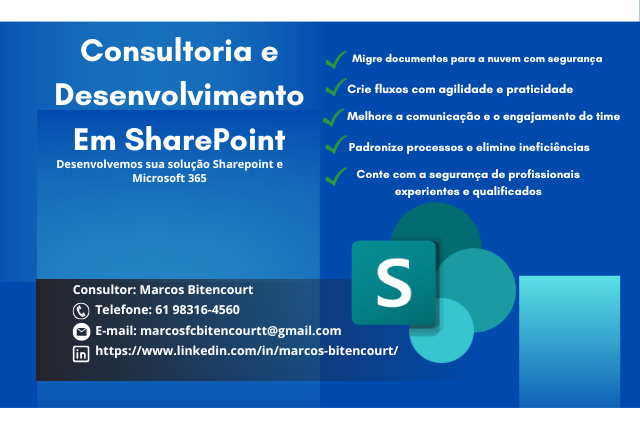 Consultoria e
Desenvolvimento
Em SharePoint
Desenvolvemos sua solução Sharepoint e
Microsoft 365
Migre documentos para a nuvem com segurança
Crie fluxos com agilidade e praticidade
Melhore a comunicação e o engajamento do time
Padronize processos e elimine ineficiências
Conte com a segurança de profissionais
experientes e qualificados
S
Consultor: Marcos Bitencourt
Telefone: 61 98316-4560
E-mail: marcosfcbitencourtt@gmail.com
in
https://www.linkedin.com/in/marcos-bitencourt/